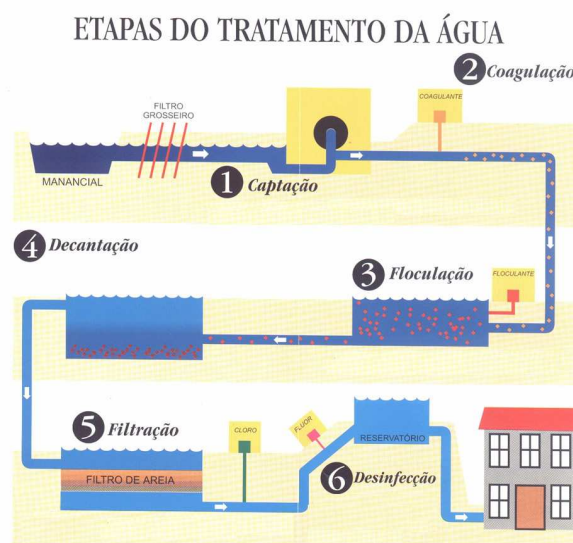 ETAPAS DO TRATAMENTO DA ÁGUA
2 Coagulação
COAGULANTE
FILTRO
GROSSEIRO
MANANCIAL
1 Captação
4 Decantação
3 Floculação
FLOCULANTE
5 Filtração
FILTRO DE AREIA
CLORO
FLUOR
RESERVATÓRIO
6 Desinfecção